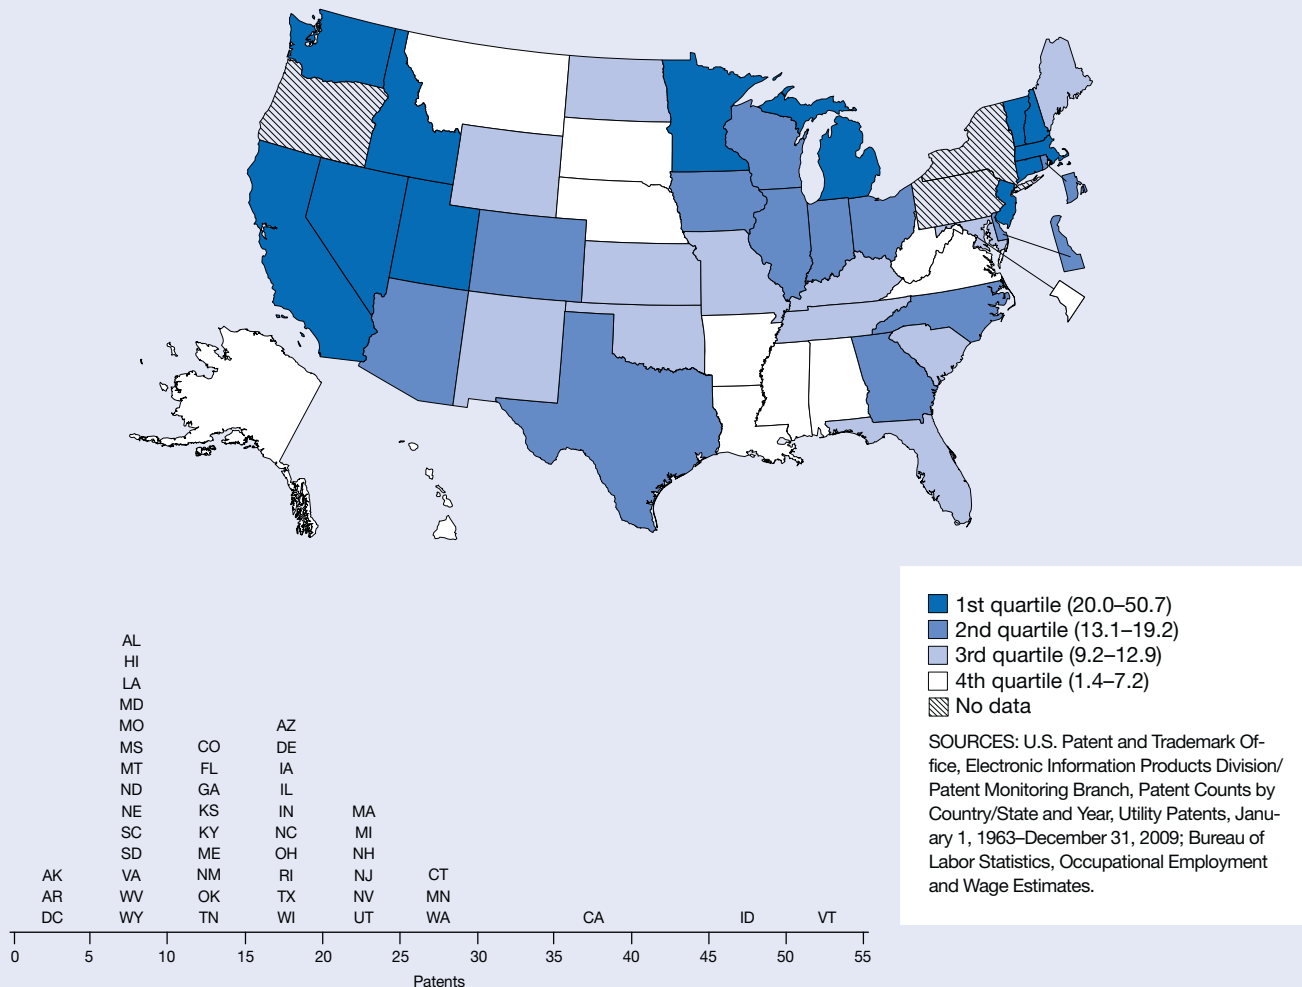 1st quartile (20.0–50.7)
2nd quartile (13.1–19.2)
3rd quartile (9.2–12.9)
4th quartile (1.4–7.2)
No data
SOURCES: U.S. Patent and Trademark Of-
fice, Electronic Information Products Division/
Patent Monitoring Branch, Patent Counts by
Country/State and Year, Utility Patents, Janu-
ary 1, 1963–December 31, 2009; Bureau of
Labor Statistics, Occupational Employment
and Wage Estimates.
AL
HI
LA
MD
MO AZ
MS CO DE
MT FL IA
ND GA IL
NE KS IN MA
SC KY NC MI
SD ME OH NH
AK VA NM RI NJ CT
AR WV OK TX NV MN
DC WY TN WI UT WA CA ID VT
0 5 10 15 20 25 30 35 40 45 50 55
Patents